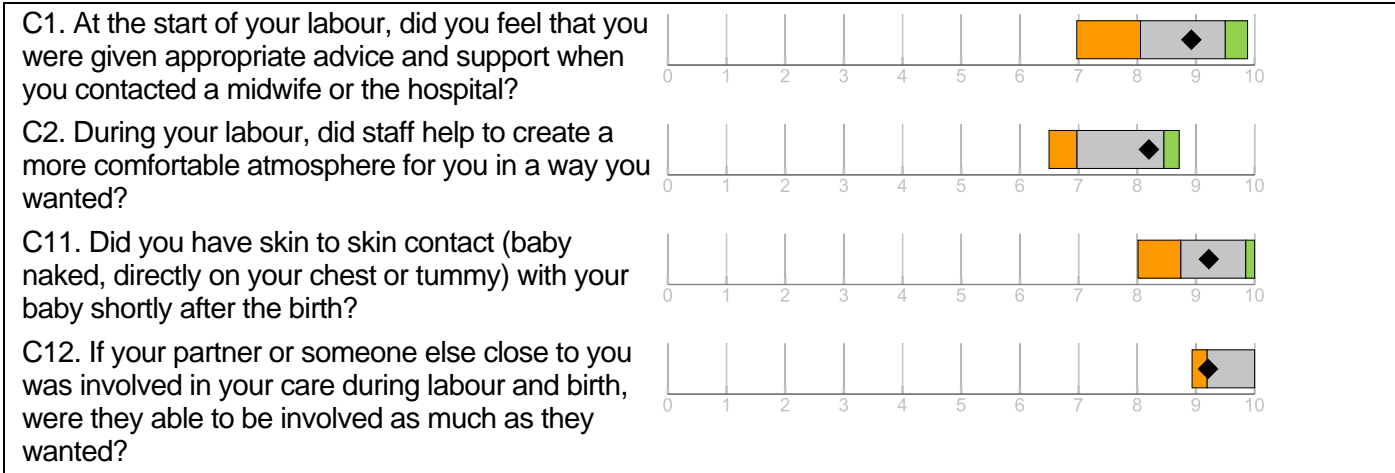 C1. At the start of your labour, did you feel that you
were given appropriate advice and support when
you contacted a midwife or the hospital?
0 1 2 3 4 5 6 7 8 9 10
C2. During your labour, did staff help to create a
more comfortable atmosphere for you in a way you
wanted?
0 1 2 3 4 5 6 7 8 9 10
C11. Did you have skin to skin contact (baby
naked, directly on your chest or tummy) with your
baby shortly after the birth?
0 1 2 3 4 5 6 7 8 9 10
C12. If your partner or someone else close to you
was involved in your care during labour and birth,
were they able to be involved as much as they
wanted?
0 1 2 3 4 5 6 7 8 9 10